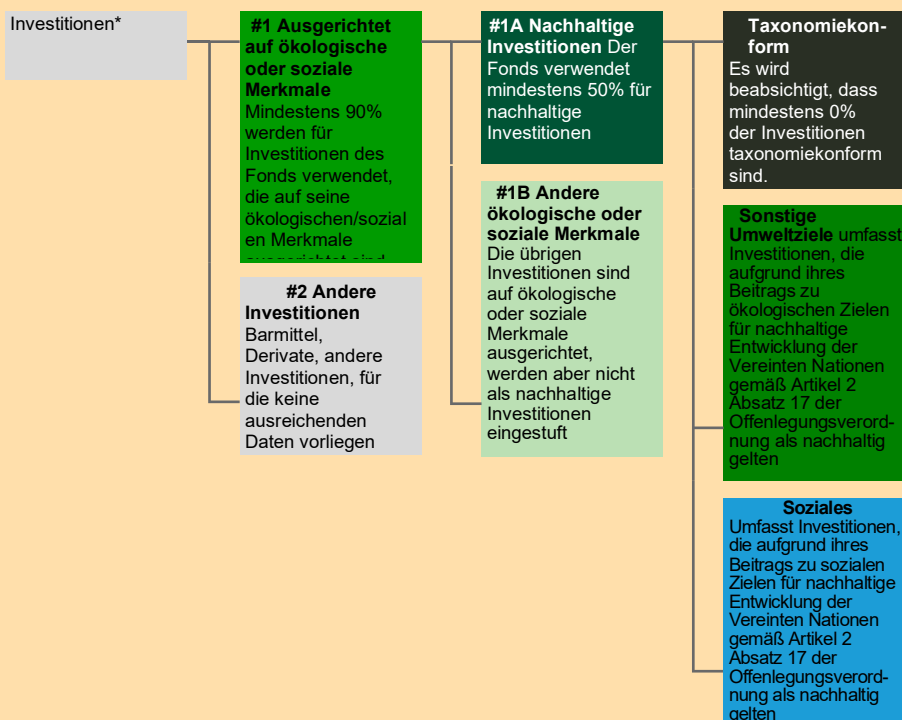 Investitionen*
#1 Ausgerichtet
auf ökologische
oder soziale
Merkmale
Mindestens 90%
werden für
Investitionen des
Fonds verwendet,
die auf seine
ökologischen/sozial
en Merkmale
ausgerichtet sind
#2 Andere
Investitionen
Barmittel,
Derivate, andere
Investitionen, für
die keine
ausreichenden
Daten vorliegen
#1A Nachhaltige
Investitionen Der
Fonds verwendet
mindestens 50% für
nachhaltige
Investitionen
#1B Andere
ökologische oder
soziale Merkmale
Die übrigen
Investitionen sind
auf ökologische
oder soziale
Merkmale
ausgerichtet,
werden aber nicht
als nachhaltige
Investitionen
eingestuft
Taxonomiekon-
form
Es wird
beabsichtigt, dass
mindestens 0%
der Investitionen
taxonomiekonform
sind.
Sonstige
Umweltziele umfasst
Investitionen, die
aufgrund ihres
Beitrags zu
ökologischen Zielen
für nachhaltige
Entwicklung der
Vereinten Nationen
gemäß Artikel 2
Absatz 17 der
Offenlegungsverord-
nung als nachhaltig
gelten
Soziales
Umfasst Investitionen,
die aufgrund ihres
Beitrags zu sozialen
Zielen für nachhaltige
Entwicklung der
Vereinten Nationen
gemäß Artikel 2
Absatz 17 der
Offenlegungsverord-
nung als nachhaltig
gelten